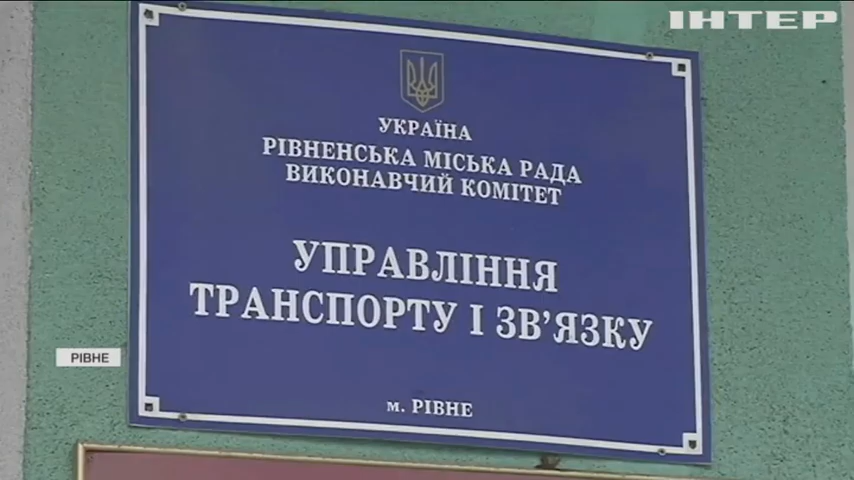 ІНТЕР
УКРАЇНА
РІВНЕНСЬКА МІСЬКА РАДА
ВИКОНАВЧИЙ КОМІТЕТ
УПРАВЛІННЯ
ТРАНСПОРТУ І ЗВ'ЯЗКУ
РІВНЕ
м. РІВНЕ